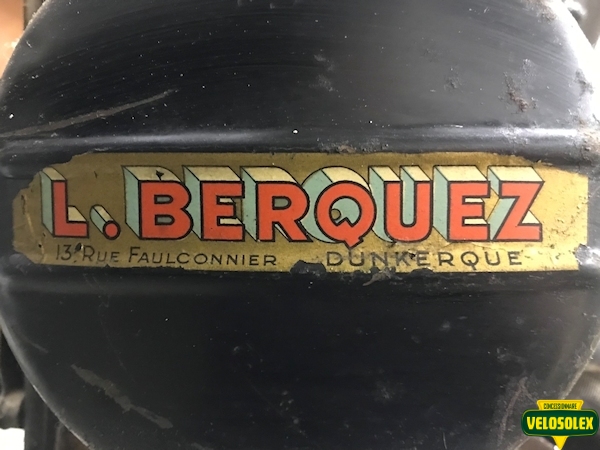 L. BERQUEZ
13, RUE FAULCONNIER DUNKERQUE
CONCESSIONNAIRE
VELOSOLEX